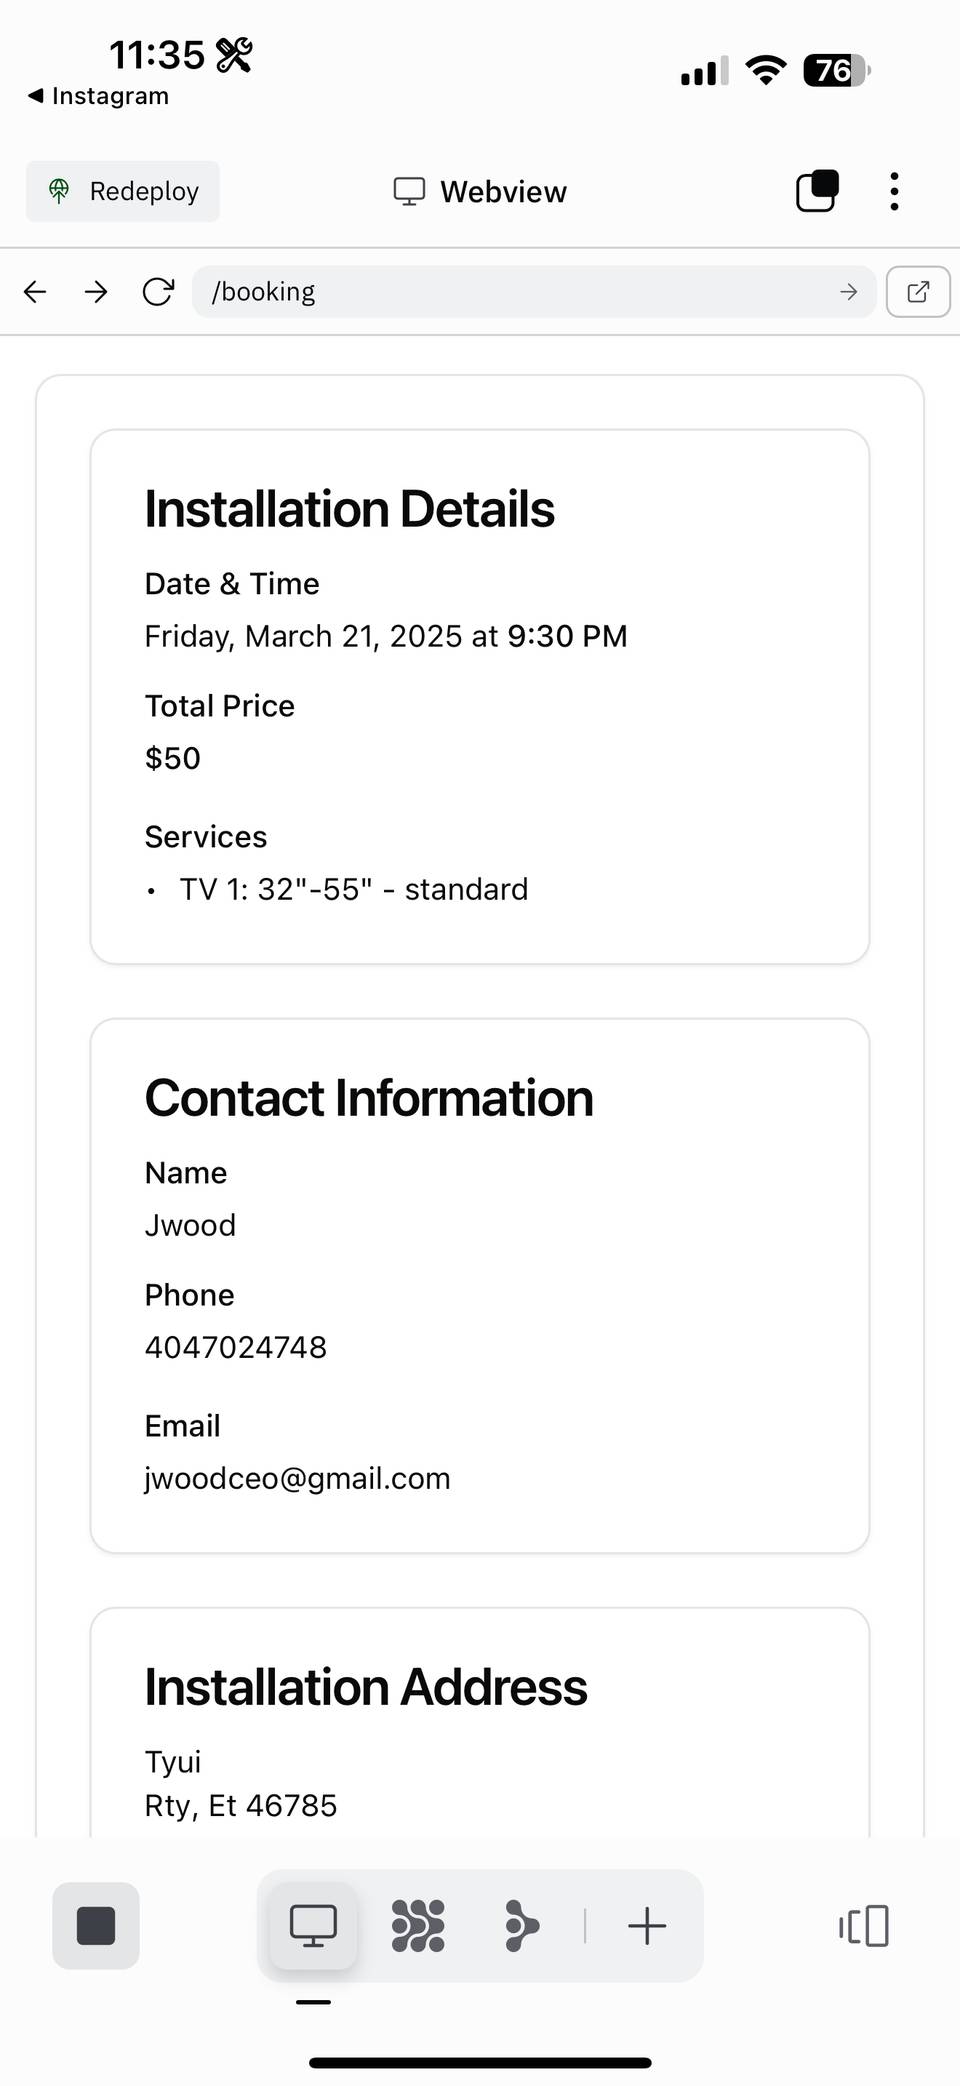 11:35
◀ Instagram
76
Redeploy
Webview
/booking
Installation Details
Date & Time
Friday, March 21, 2025 at 9:30 PM
Total Price
$50
Services
• TV 1: 32"-55" - standard
Contact Information
Name
Jwood
Phone
4047024748
Email
jwoodceo@gmail.com
Installation Address
Tyui
Rty, Et 46785